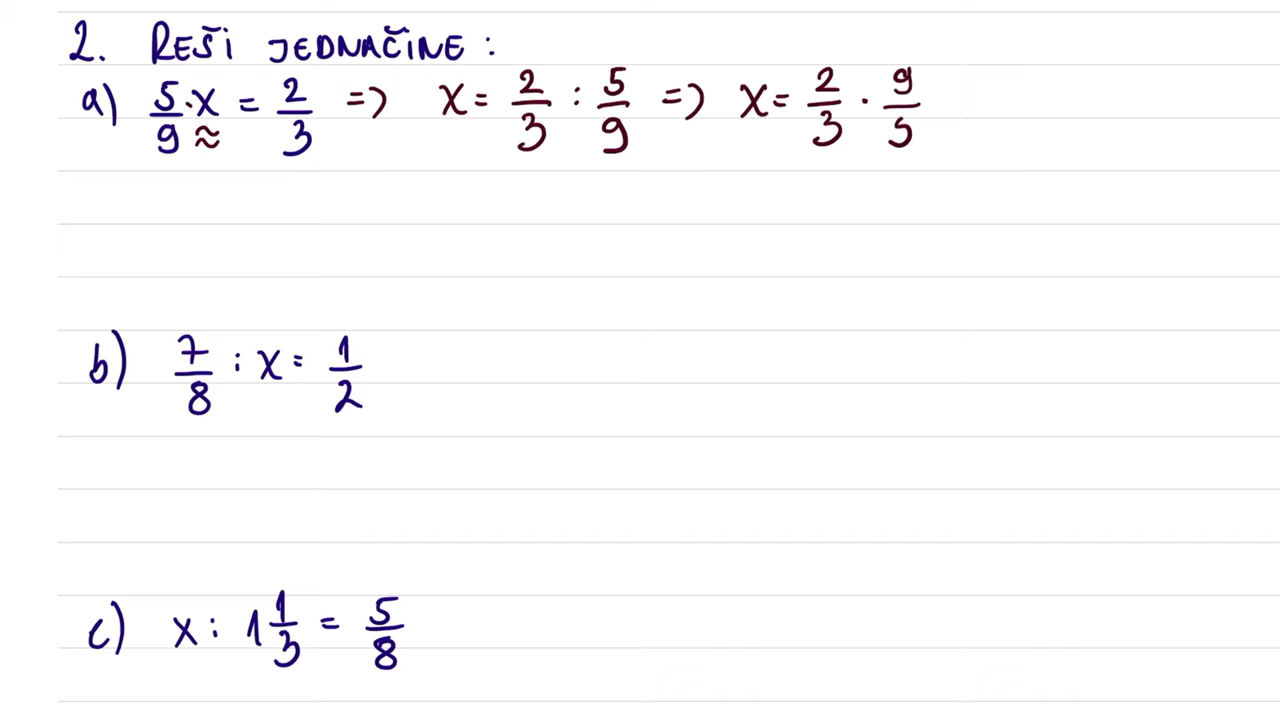 2. REŠI JEDNAČINE :
a) 5/9 · x = 2/3 => x = 2/3 : 5/9 => x = 2/3 · 9/5
b) 7/8 : x = 1/2
c) x : 1 1/3 = 5/8